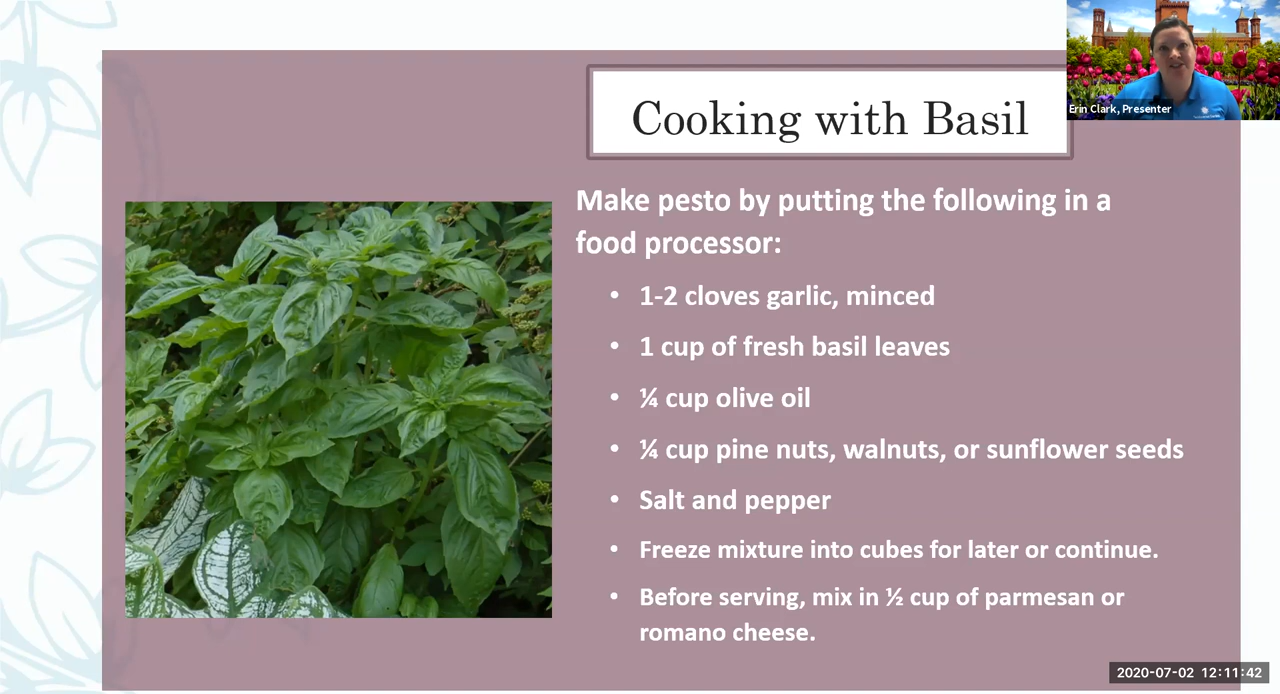 Cooking with Basil
Erin Clark, Presenter
Make pesto by putting the following in a
food processor:
• 1-2 cloves garlic, minced
• 1 cup of fresh basil leaves
• ¼ cup olive oil
• ¼ cup pine nuts, walnuts, or sunflower seeds
• Salt and pepper
• Freeze mixture into cubes for later or continue.
• Before serving, mix in ½ cup of parmesan or
romano cheese.
2020-07-02 12:11:42